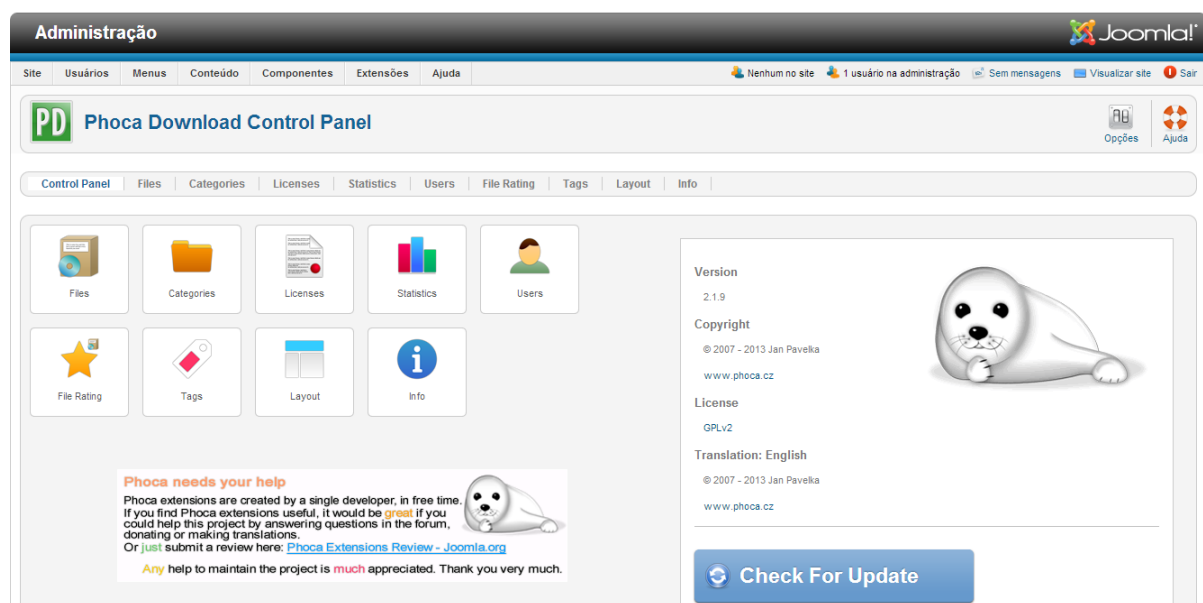 Administração
Joomla!
Site Usuários Menus Conteúdo Componentes Extensões Ajuda
Nenhum no site 1 usuário na administração Sem mensagens Visualizar site Sair
PD Phoca Download Control Panel
Opções Ajuda
Control Panel Files Categories Licenses Statistics Users File Rating Tags Layout Info
Files Categories Licenses Statistics Users
File Rating Tags Layout Info
Phoca needs your help
Phoca extensions are created by a single developer, in free time.
If you find Phoca extensions useful, it would be great if you
could help this project by answering questions in the forum,
donating or making translations.
Or just submit a review here: Phoca Extensions Review - Joomla.org
Any help to maintain the project is much appreciated. Thank you very much.
Version
2.1.9
Copyright
© 2007 - 2013 Jan Pavelka
www.phoca.cz
License
GPLv2
Translation: English
© 2007 - 2013 Jan Pavelka
www.phoca.cz
Check For Update